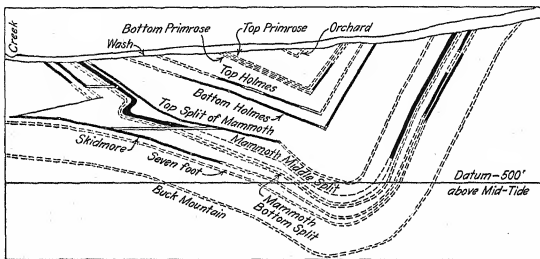 Creek
Bottom Primrose
Top Primrose
Orchard
Wash
Top Holmes
Bottom Holmes
Top Split of Mammoth
Mammoth Middle Split
Skidmore
Seven foot
Mammoth
Bottom Split
Buck Mountain
Datum-500'
above Mid-Tide